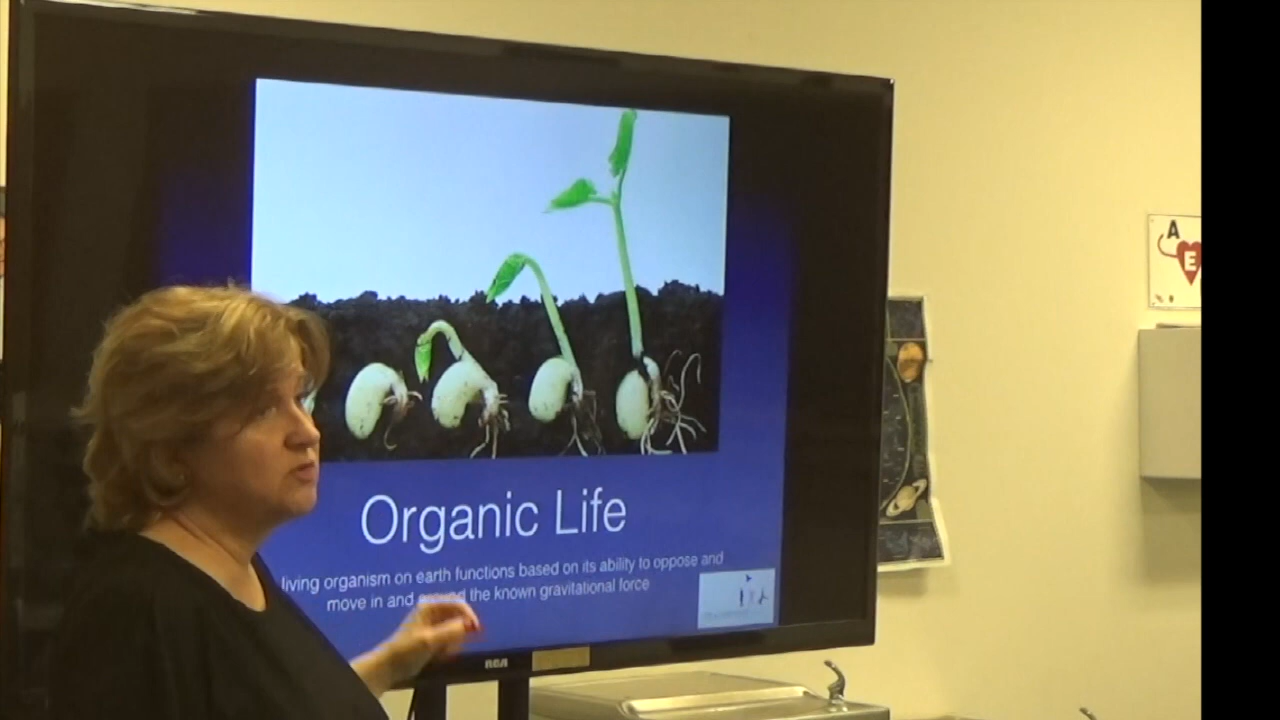 Organic Life
living organism on earth functions based on its ability to oppose and
move in and around the known gravitational force
RCA
A
E